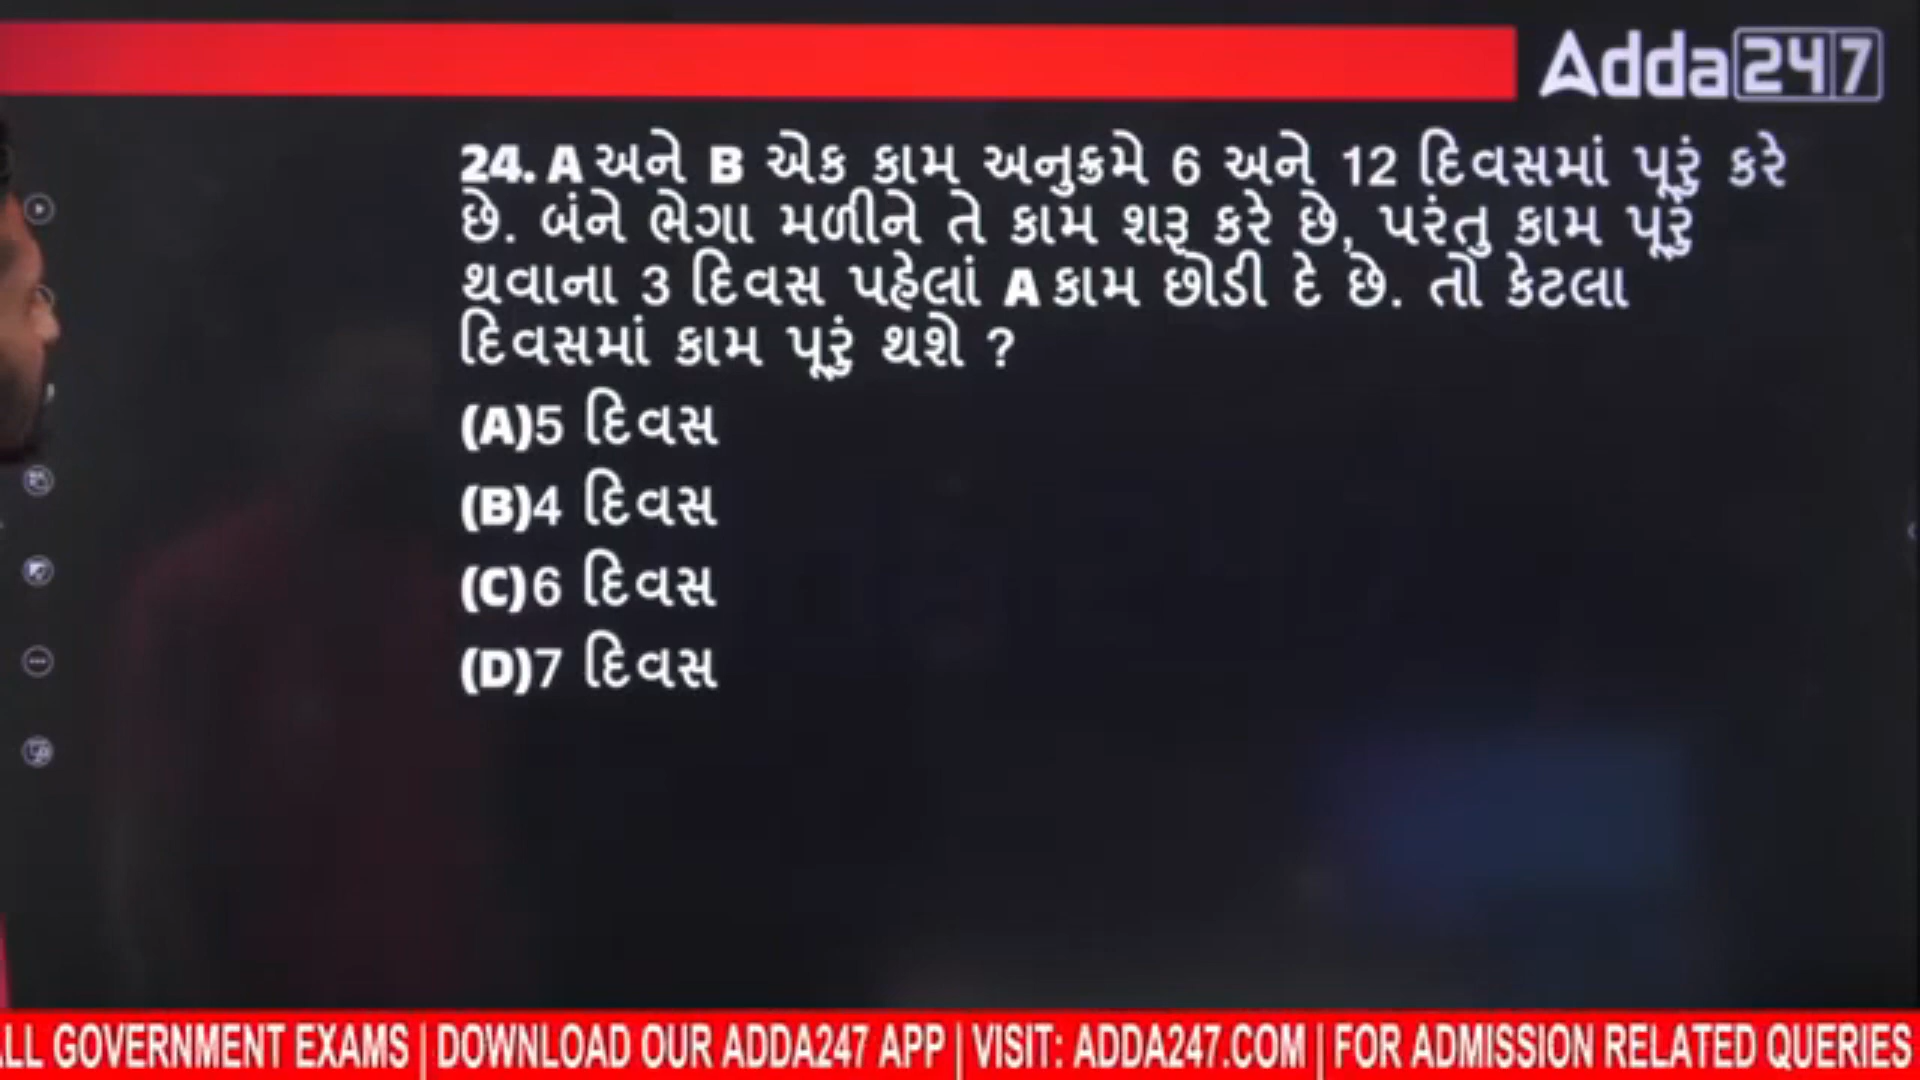 Adda247
24. A અને B એક કામ અનુક્રમે 6 અને 12 દિવસમાં પૂરું કરે
છે. બંને ભેગા મળીને તે કામ શરૂ કરે છે, પરંતુ કામ પૂરું
થવાના 3 દિવસ પહેલાં A કામ છોડી દે છે. તો કેટલા
દિવસમાં કામ પૂરું થશે ?
(A)5 દિવસ
(B)4 દિવસ
(C)6 દિવસ
(D)7 દિવસ
ALL GOVERNMENT EXAMS | DOWNLOAD OUR ADDA247 APP | VISIT: ADDA247.COM | FOR ADMISSION RELATED QUERIES